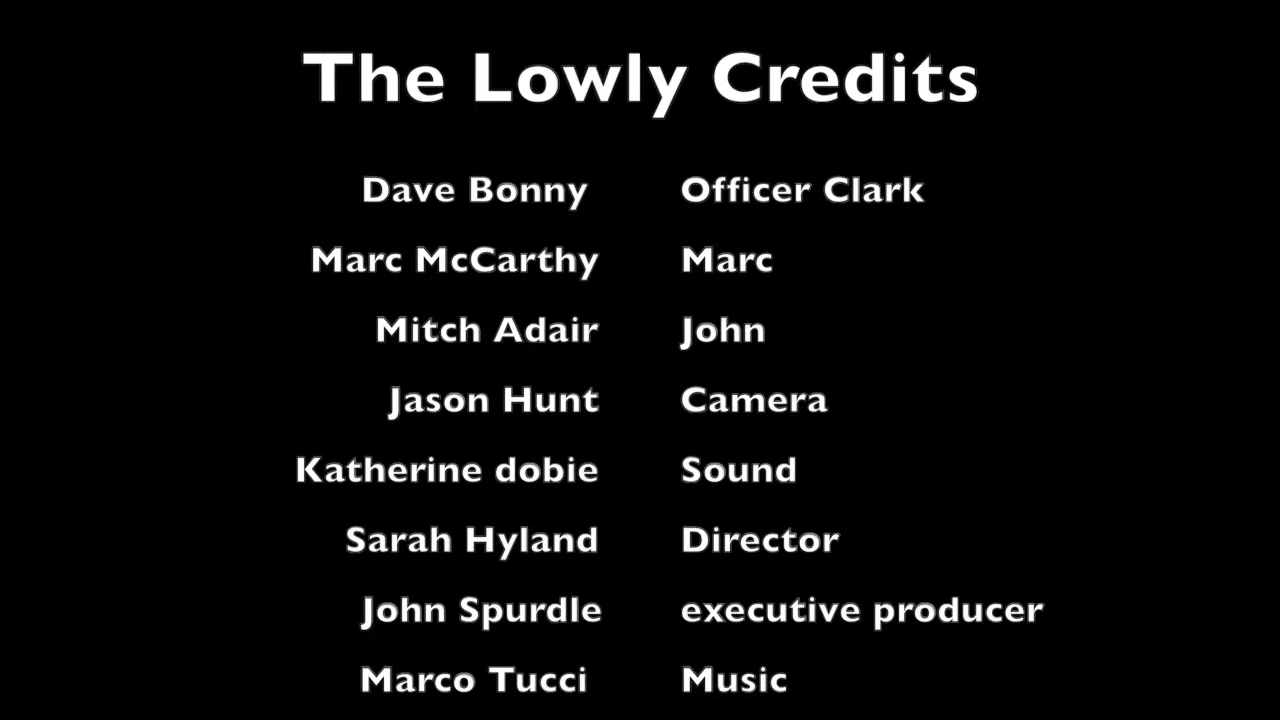 The Lowly Credits
Dave Bonny Officer Clark
Marc McCarthy Marc
Mitch Adair John
Jason Hunt Camera
Katherine dobie Sound
Sarah Hyland Director
John Spurdle executive producer
Marco Tucci Music